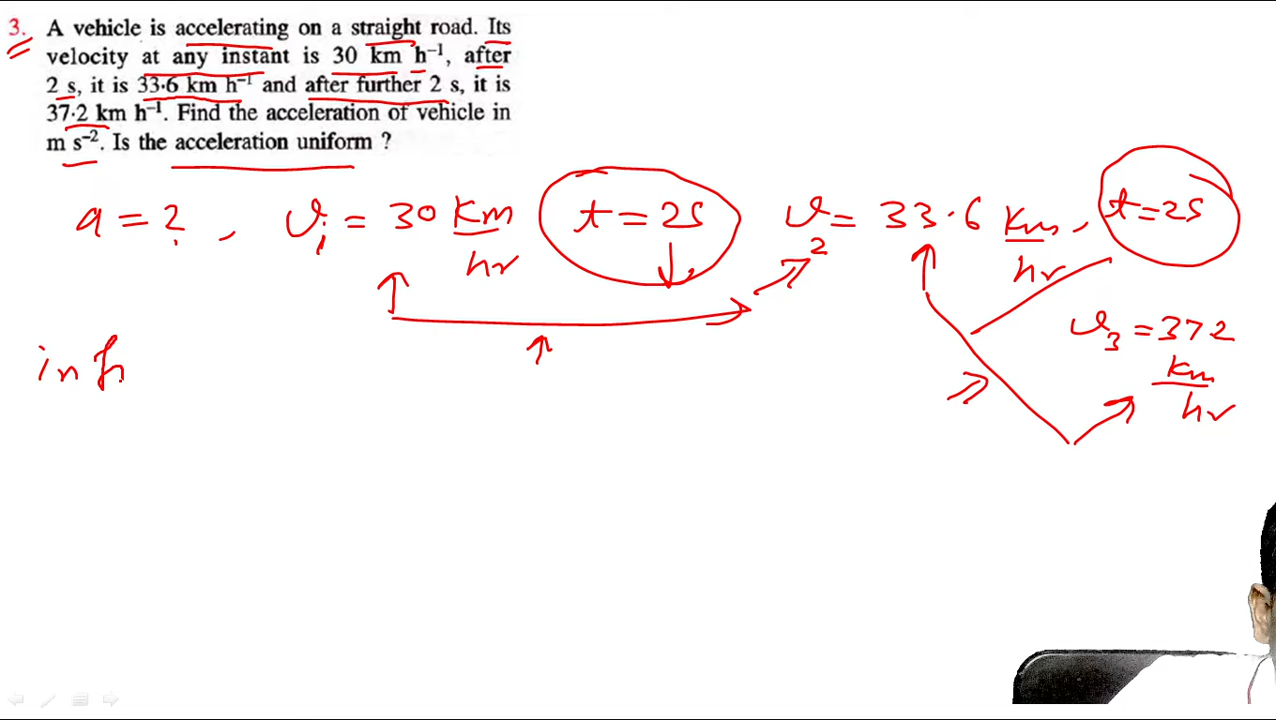 3. A vehicle is accelerating on a straight road. Its
velocity at any instant is 30 km h⁻¹, after
2 s, it is 33·6 km h⁻¹ and after further 2 s, it is
37·2 km h⁻¹. Find the acceleration of vehicle in
m s⁻². Is the acceleration uniform ?
a = ? , v₁ = 30 Km/hr t = 2s v₂ = 33·6 Km/hr , t = 2s
v₃ = 372 Km/hr
in